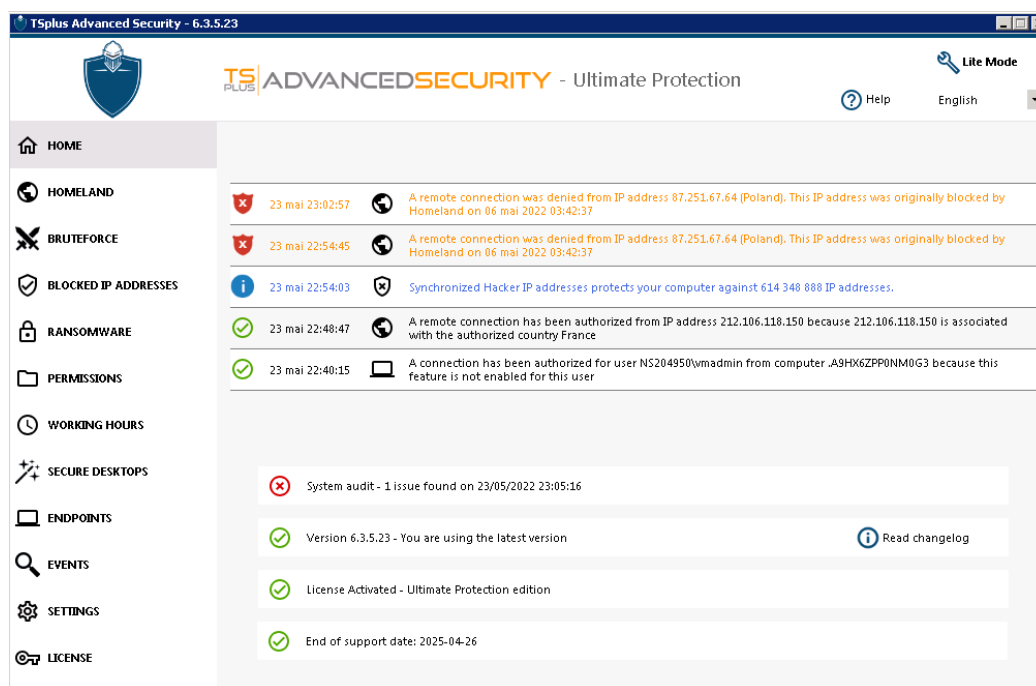 TSplus Advanced Security - 6.3.5.23
Lite Mode
TS PLUS ADVANCEDSECURITY - Ultimate Protection
Help
English
HOME
HOMELAND
BRUTEFORCE
BLOCKED IP ADDRESSES
RANSOMWARE
PERMISSIONS
WORKING HOURS
SECURE DESKTOPS
ENDPOINTS
EVENTS
SETTINGS
LICENSE
23 mai 23:02:57
A remote connection was denied from IP address 87.251.67.64 (Poland). This IP address was originally blocked by
Homeland on 06 mai 2022 03:42:37
23 mai 22:54:45
A remote connection was denied from IP address 87.251.67.64 (Poland). This IP address was originally blocked by
Homeland on 06 mai 2022 03:42:37
23 mai 22:54:03
Synchronized Hacker IP addresses protects your computer against 614 348 888 IP addresses.
23 mai 22:48:47
A remote connection has been authorized from IP address 212.106.118.150 because 212.106.118.150 is associated
with the authorized country France
23 mai 22:40:15
A connection has been authorized for user NS204950\vmadmin from computer .A9HX6ZPP0NM0G3 because this
feature is not enabled for this user
System audit - 1 issue found on 23/05/2022 23:05:16
Version 6.3.5.23 - You are using the latest version
Read changelog
License Activated - Ultimate Protection edition
End of support date: 2025-04-26